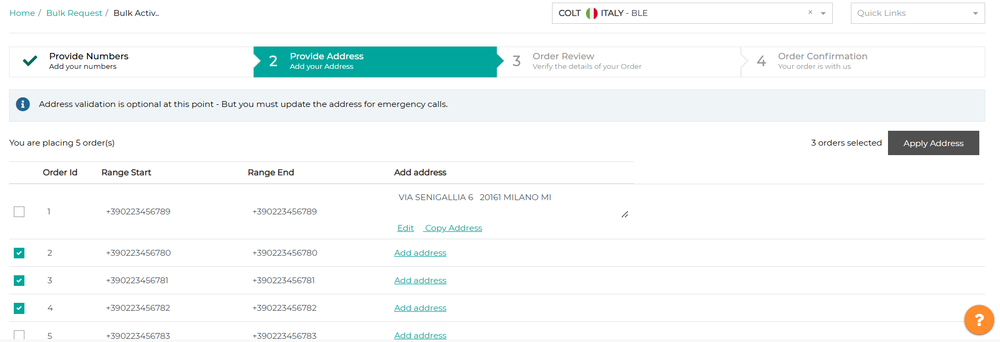 Home / Bulk Request / Bulk Activ..
COLT ITALY - BLE × Quick Links
Provide Numbers
Add your numbers
2 Provide Address
Add your Address
3 Order Review
Verify the details of your Order
4 Order Confirmation
Your order is with us
Address validation is optional at this point - But you must update the address for emergency calls.
You are placing 5 order(s)
3 orders selected Apply Address
Order Id Range Start Range End Add address
VIA SENIGALLIA 6 20161 MILANO MI
1 +390223456789 +390223456789
Edit Copy Address
2 +390223456780 +390223456780 Add address
3 +390223456781 +390223456781 Add address
4 +390223456782 +390223456782 Add address
5 +390223456783 +390223456783 Add address
?